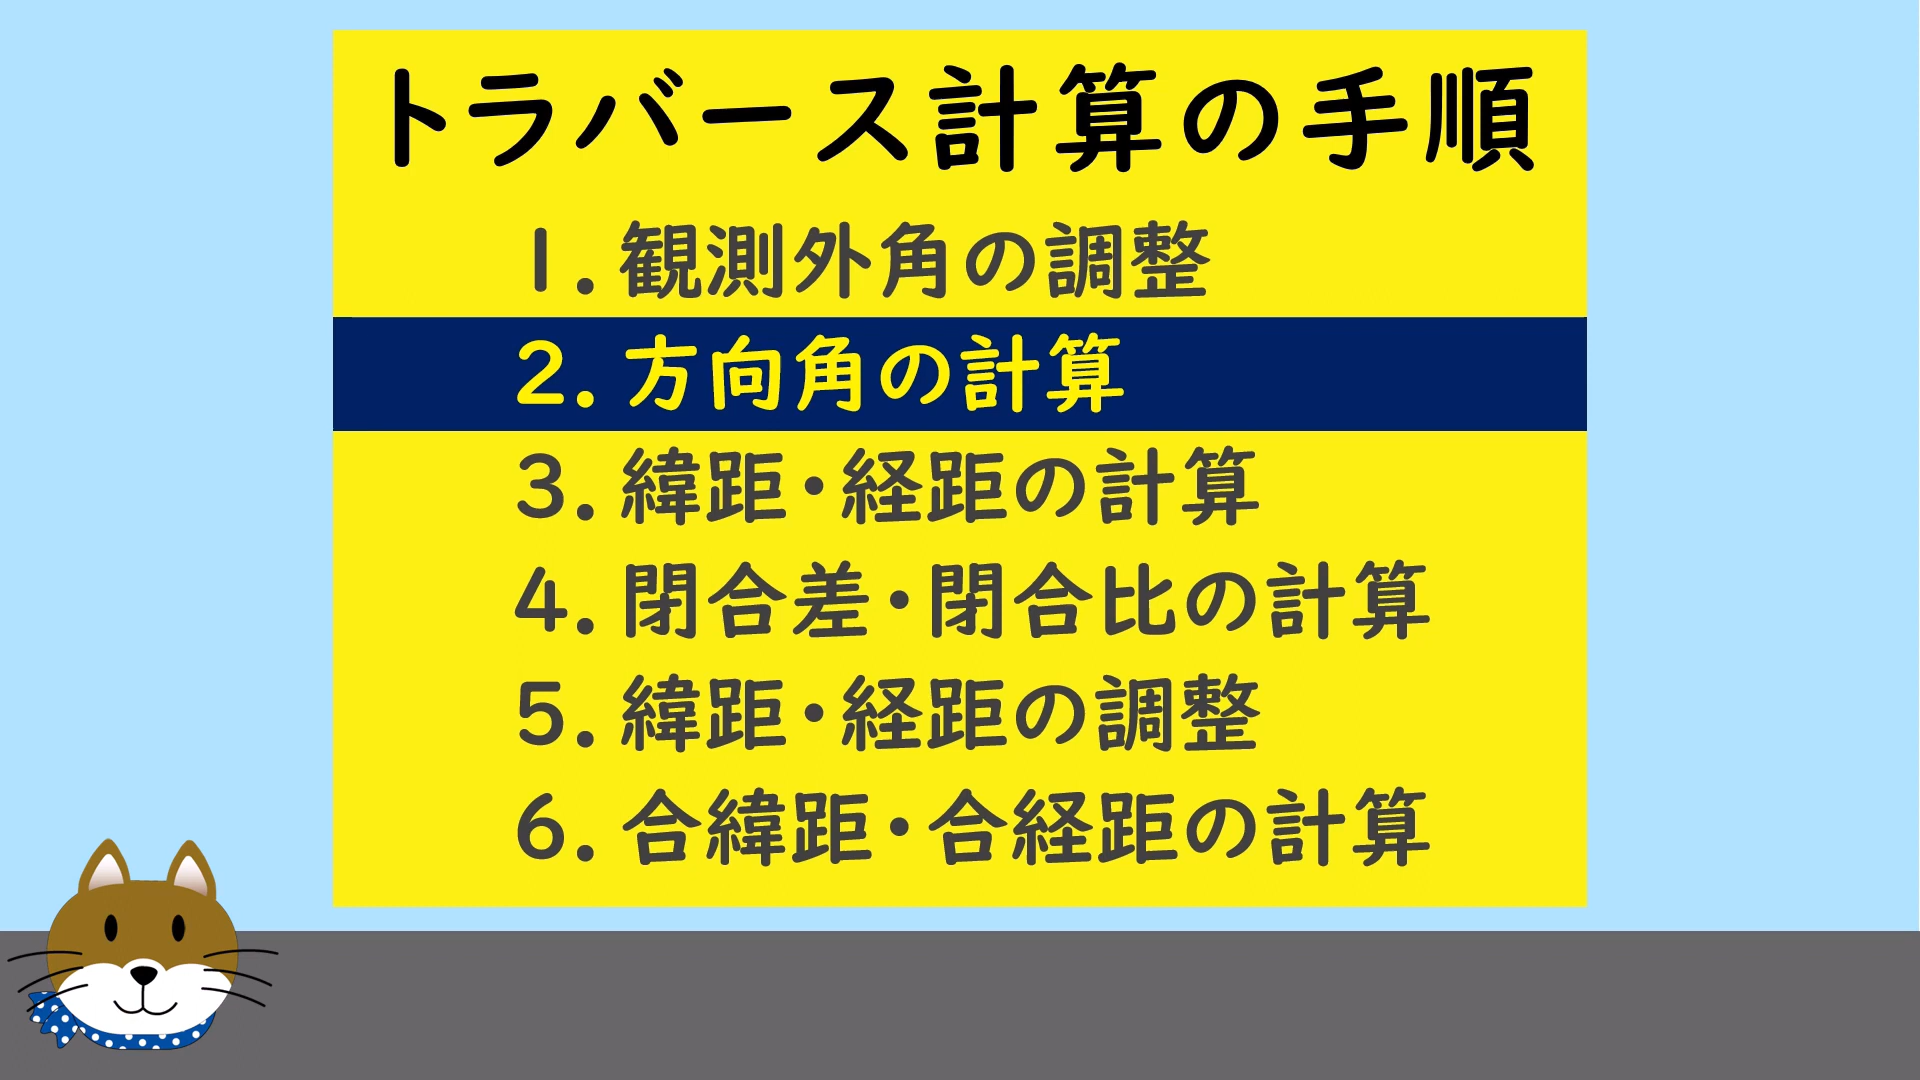 トラバース計算の手順
1.観測外角の調整
2.方向角の計算
3.緯距・経距の計算
4.閉合差・閉合比の計算
5.緯距・経距の調整
6.合緯距・合経距の計算